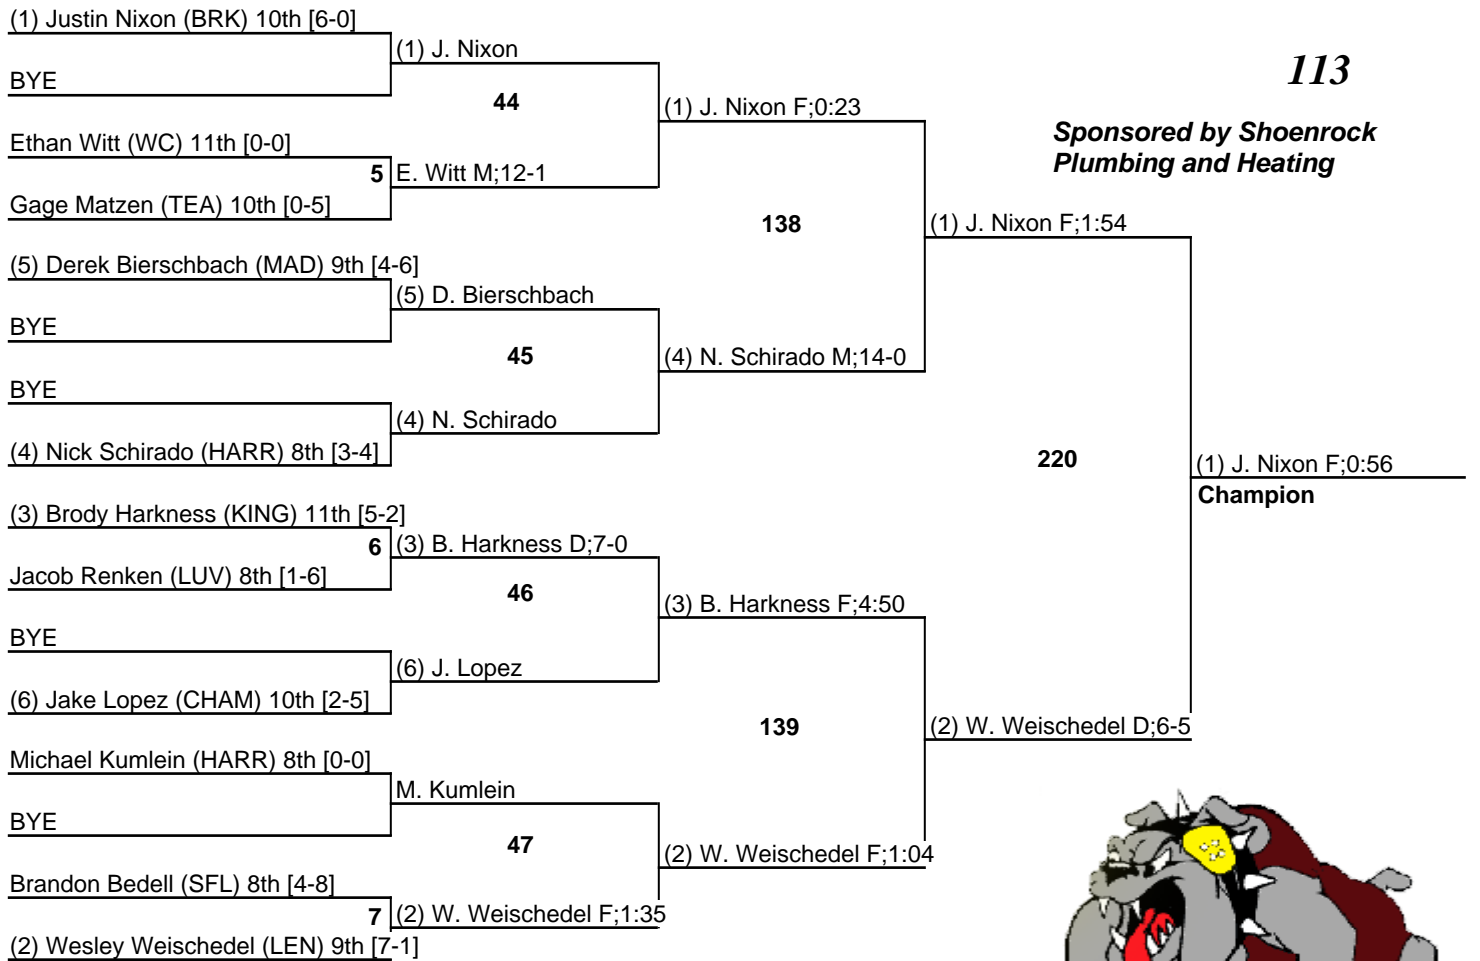 (1) Justin Nixon (BRK) 10th [6-0]
BYE
Ethan Witt (WC) 11th [0-0]
5
Gage Matzen (TEA) 10th [0-5]
(5) Derek Bierschbach (MAD) 9th [4-6]
BYE
BYE
(4) Nick Schirado (HARR) 8th [3-4]
(3) Brody Harkness (KING) 11th [5-2]
6
Jacob Renken (LUV) 8th [1-6]
BYE
(6) Jake Lopez (CHAM) 10th [2-5]
Michael Kumlein (HARR) 8th [0-0]
BYE
Brandon Bedell (SFL) 8th [4-8]
7
(2) Wesley Weischedel (LEN) 9th [7-1]
(1) J. Nixon
44
E. Witt M;12-1
(5) D. Bierschbach
45
(4) N. Schirado
(3) B. Harkness D;7-0
46
(6) J. Lopez
M. Kumlein
47
(2) W. Weischedel F;1:35
(1) J. Nixon F;0:23
138
(4) N. Schirado M;14-0
(3) B. Harkness F;4:50
139
(2) W. Weischedel F;1:04
(1) J. Nixon F;1:54
220
(2) W. Weischedel D;6-5
(1) J. Nixon F;0:56
Champion
113
Sponsored by Shoenrock
Plumbing and Heating